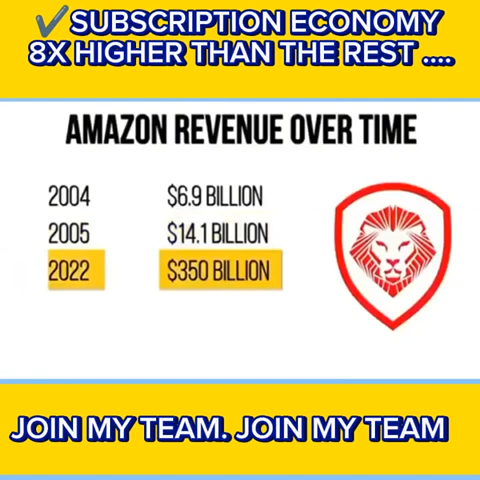 ✔SUBSCRIPTION ECONOMY
8X HIGHER THAN THE REST ....
AMAZON REVENUE OVER TIME
2004 $6.9 BILLION
2005 $14.1 BILLION
2022 $350 BILLION
JOIN MY TEAM. JOIN MY TEAM